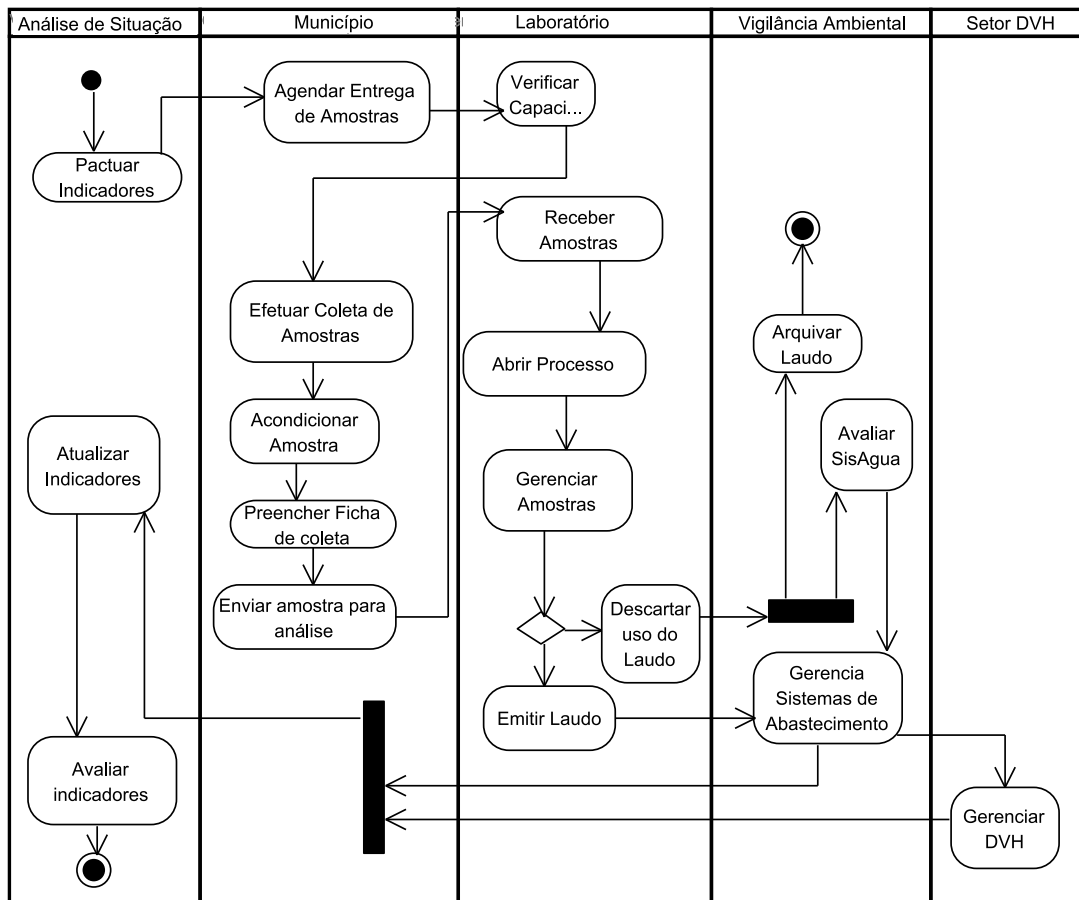 Análise de Situação
Município
Laboratório
Vigilância Ambiental
Setor DVH
Pactuar
Indicadores
Agendar Entrega
de Amostras
Verificar
Capaci...
Receber
Amostras
Efetuar Coleta de
Amostras
Abrir Processo
Arquivar
Laudo
Acondicionar
Amostra
Atualizar
Indicadores
Avaliar
SisAgua
Gerenciar
Amostras
Preencher Ficha
de coleta
Enviar amostra para
análise
Descartar
uso do
Laudo
Emitir Laudo
Gerencia
Sistemas de
Abastecimento
Avaliar
indicadores
Gerenciar
DVH